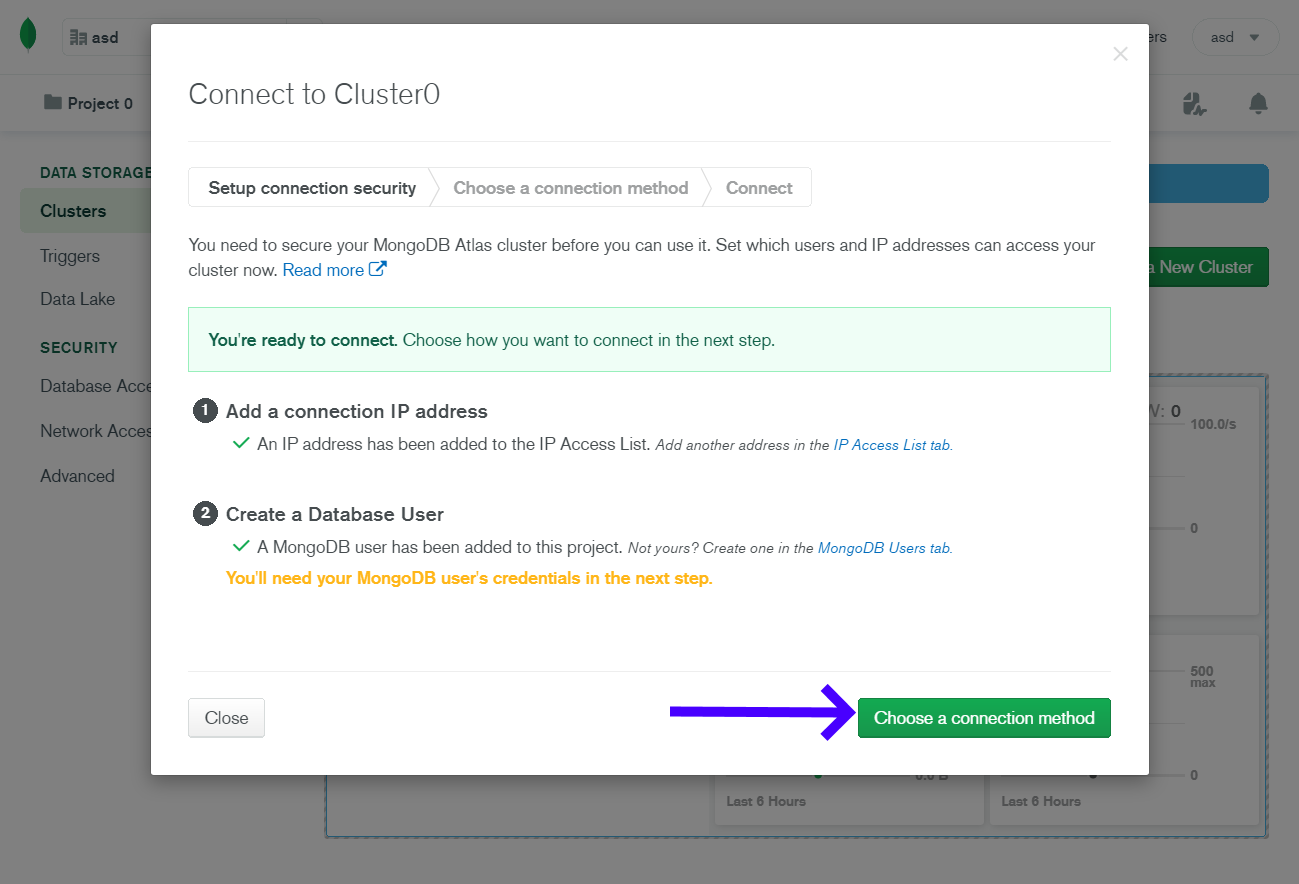 asd
ers
asd
Project 0
Connect to Cluster0
DATA STORAGE
Clusters
Triggers
Data Lake
SECURITY
Database Acce
Network Acces
Advanced
Setup connection security
Choose a connection method
Connect
You need to secure your MongoDB Atlas cluster before you can use it. Set which users and IP addresses can access your
cluster now. Read more
a New Cluster
You're ready to connect. Choose how you want to connect in the next step.
1 Add a connection IP address
An IP address has been added to the IP Access List. Add another address in the IP Access List tab.
2 Create a Database User
A MongoDB user has been added to this project. Not yours? Create one in the MongoDB Users tab.
You'll need your MongoDB user's credentials in the next step.
Close
Choose a connection method
W: 0
100.0/s
0
500
max
0
0.0 B
Last 6 Hours
Last 6 Hours